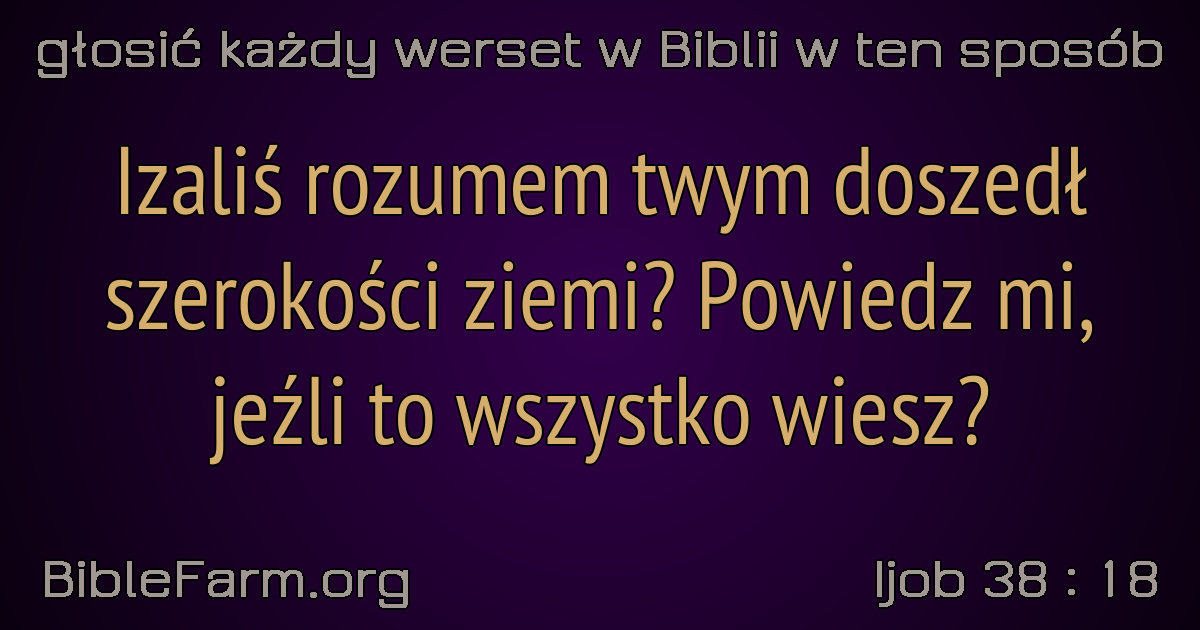 głosić każdy werset w Biblii w ten sposób
Izaliś rozumem twym doszedł
szerokości ziemi? Powiedz mi,
jeźli to wszystko wiesz?
BibleFarm.org
Ijob 38 : 18